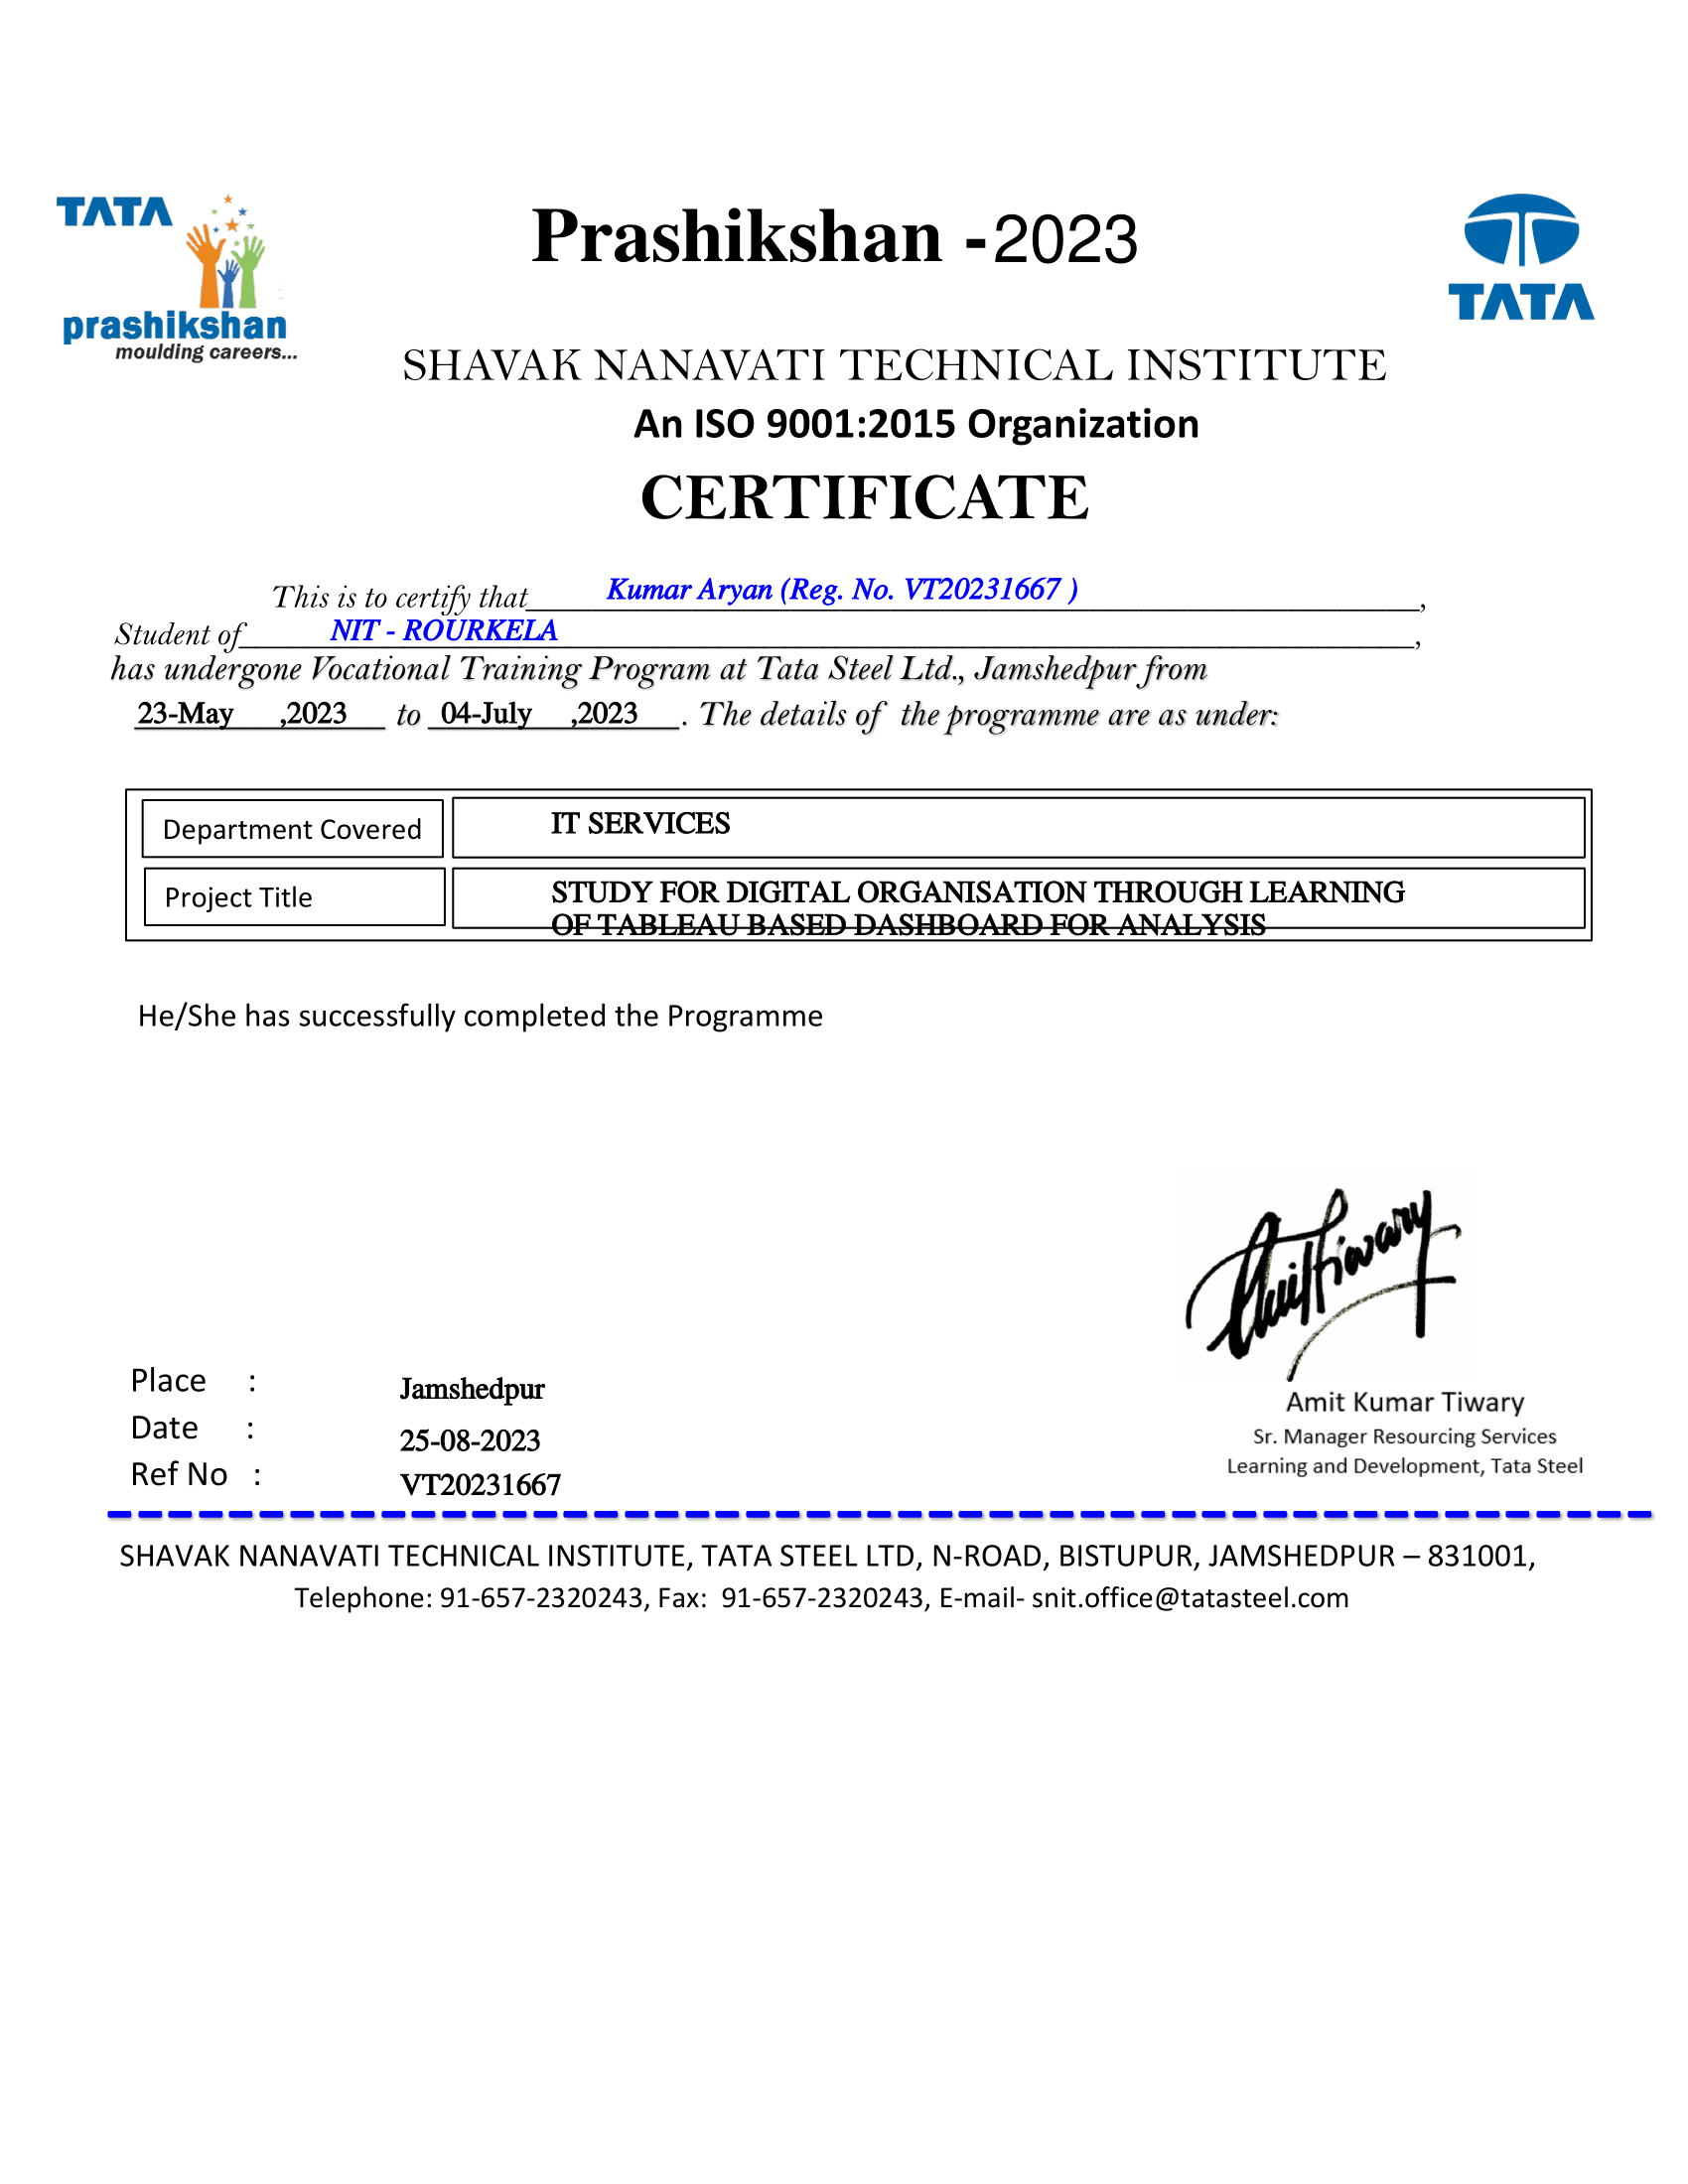 TATA
prashikshan
moulding careers...
Prashikshan -2023
TATA
SHAVAK NANAVATI TECHNICAL INSTITUTE
An ISO 9001:2015 Organization
CERTIFICATE
This is to certify that Kumar Aryan (Reg. No. VT20231667 ),
Student of NIT - ROURKELA,
has undergone Vocational Training Program at Tata Steel Ltd., Jamshedpur from
23-May ,2023 to 04-July ,2023. The details of the programme are as under:
Department Covered IT SERVICES
Project Title STUDY FOR DIGITAL ORGANISATION THROUGH LEARNING
OF TABLEAU BASED DASHBOARD FOR ANALYSIS
He/She has successfully completed the Programme
Amit Tiwary
Place : Jamshedpur
Date : 25-08-2023
Ref No : VT20231667
Amit Kumar Tiwary
Sr. Manager Resourcing Services
Learning and Development, Tata Steel
SHAVAK NANAVATI TECHNICAL INSTITUTE, TATA STEEL LTD, N-ROAD, BISTUPUR, JAMSHEDPUR – 831001,
Telephone: 91-657-2320243, Fax: 91-657-2320243, E-mail- snit.office@tatasteel.com